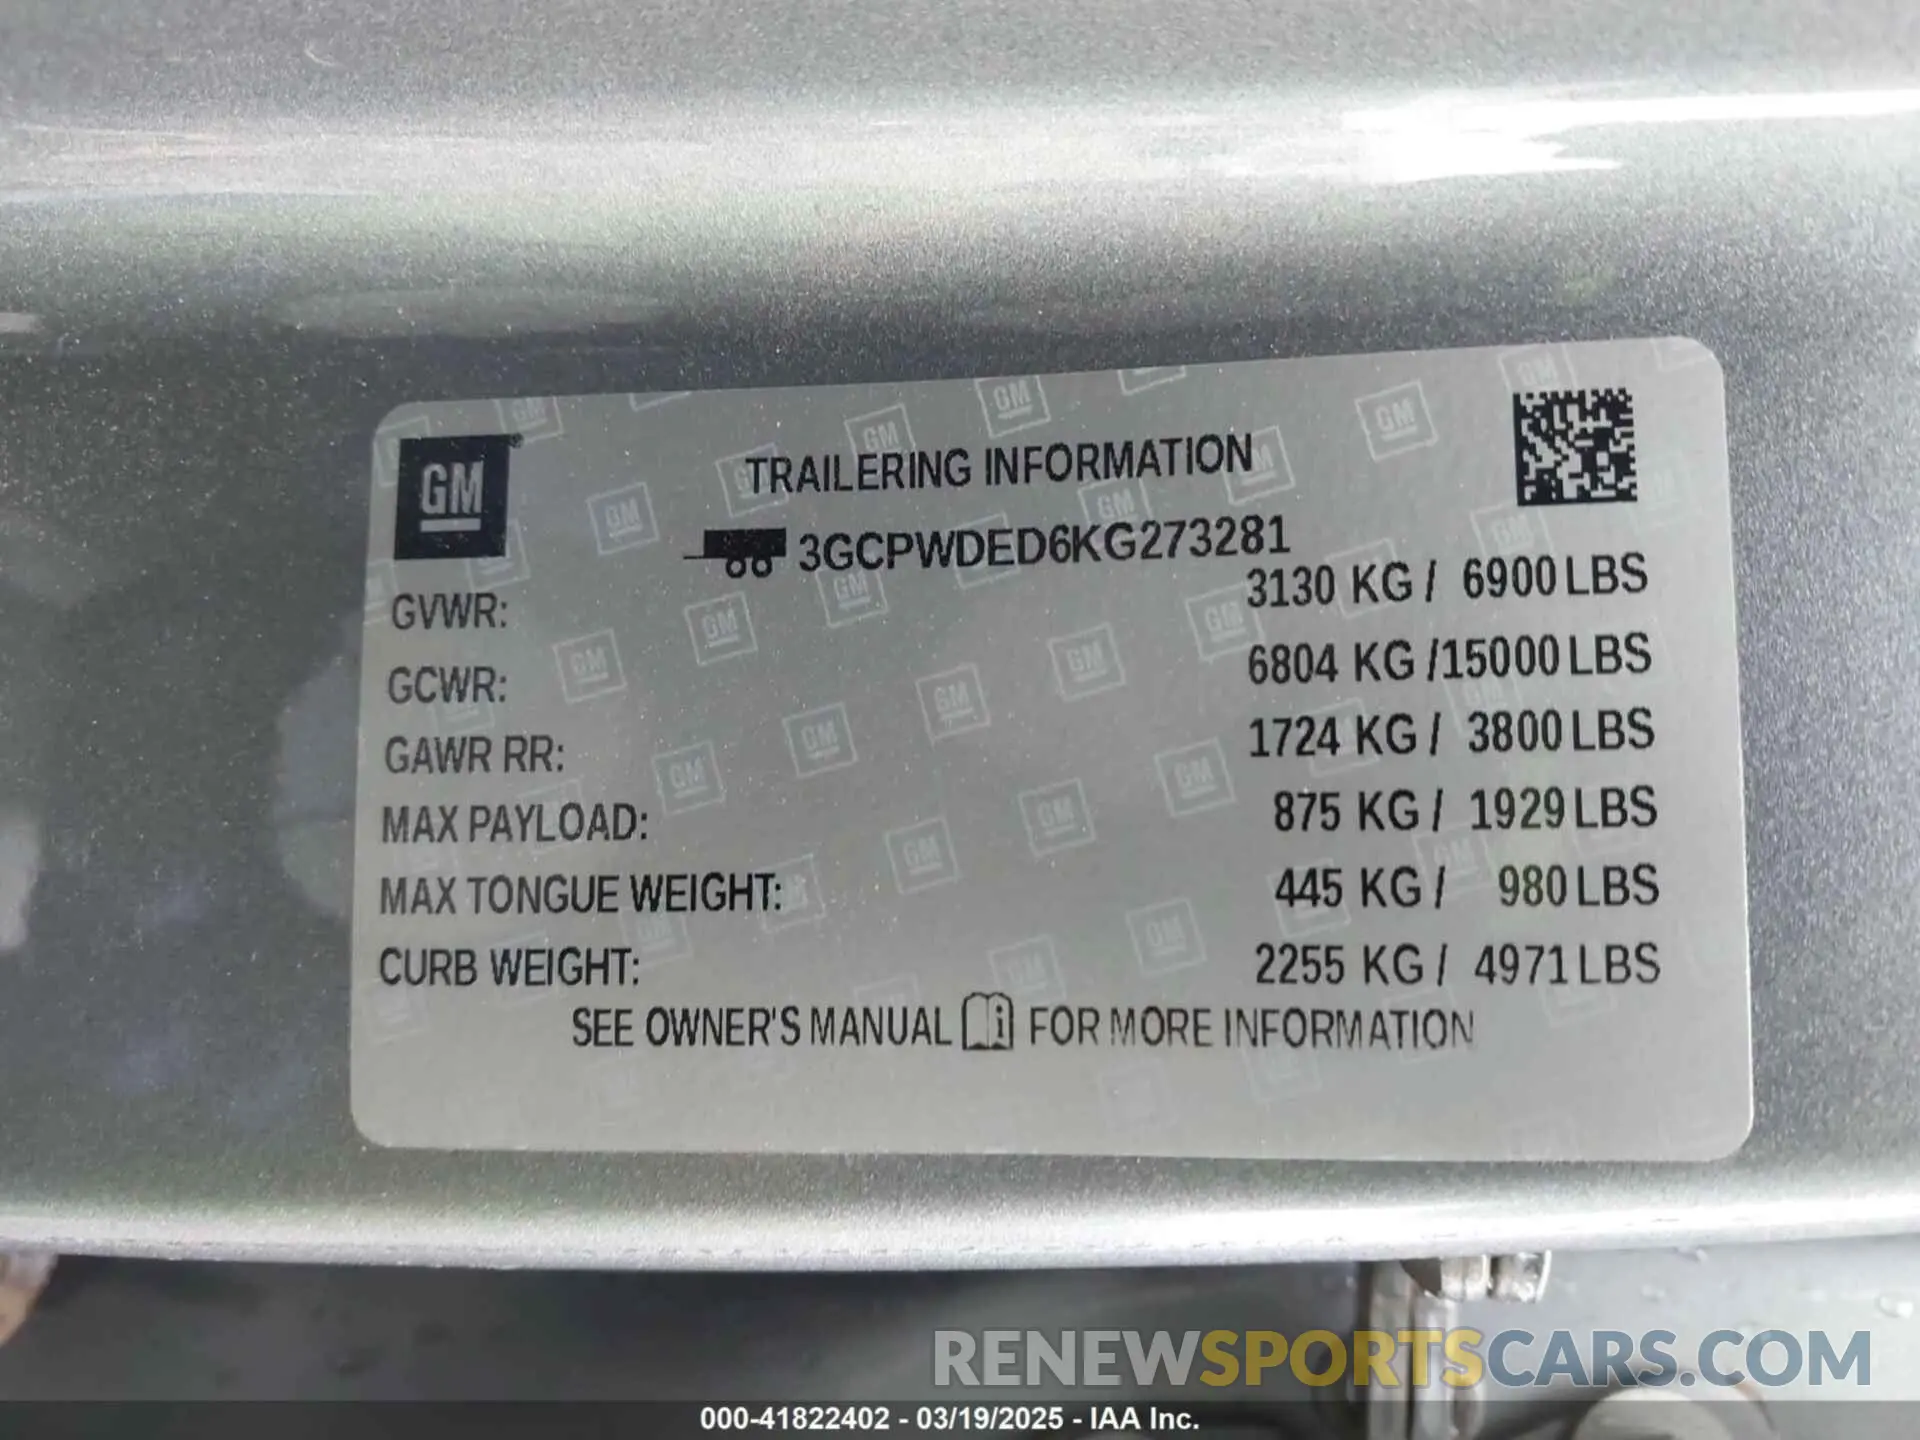 GM
TRAILERING INFORMATION
3GCPWDED6KG273281
GVWR: 3130 KG / 6900 LBS
GCWR: 6804 KG /15000 LBS
GAWR RR: 1724 KG / 3800 LBS
MAX PAYLOAD: 875 KG / 1929 LBS
MAX TONGUE WEIGHT: 445 KG / 980 LBS
CURB WEIGHT: 2255 KG / 4971 LBS
SEE OWNER'S MANUAL i FOR MORE INFORMATION
RENEWSPORTSCARS.COM
000-41822402 - 03/19/2025 - IAA Inc.